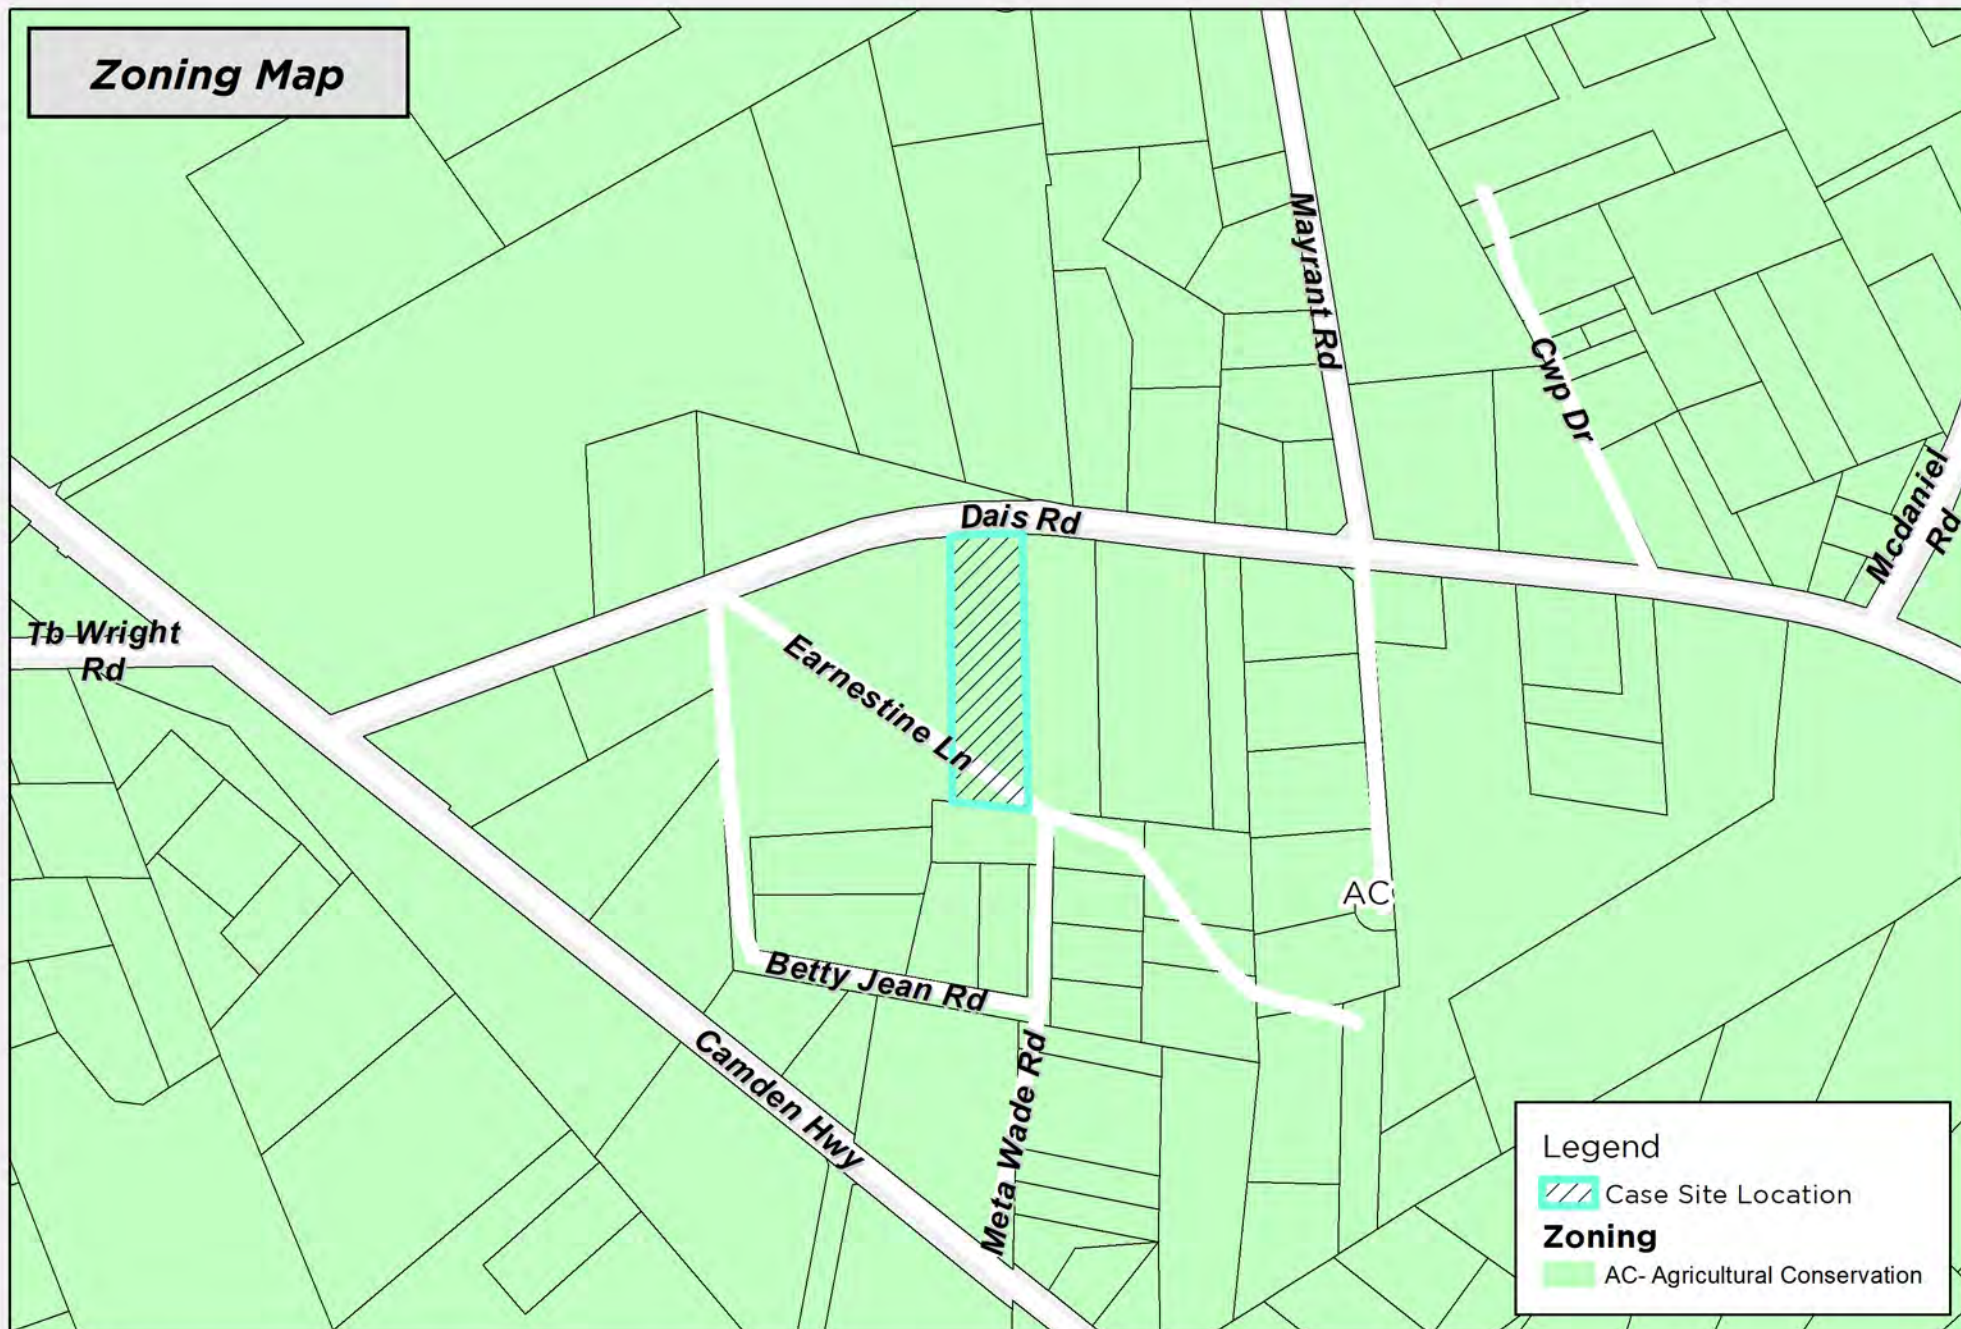 Zoning Map
Mayrant Rd
Cwp Dr
Mcdaniel
Rd
Dais Rd
Tb Wright
Rd
Earnestine Ln
AC
Betty Jean Rd
Camden Hwy
Meta Wade Rd
Legend
Case Site Location
Zoning
AC- Agricultural Conservation